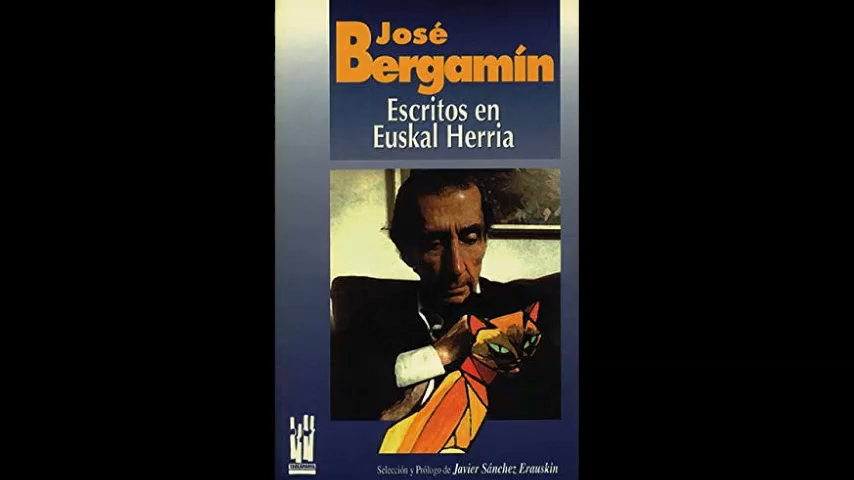 José
Bergamín
Escritos en
Euskal Herria
Selección y Prólogo de Javier Sánchez Erauskin